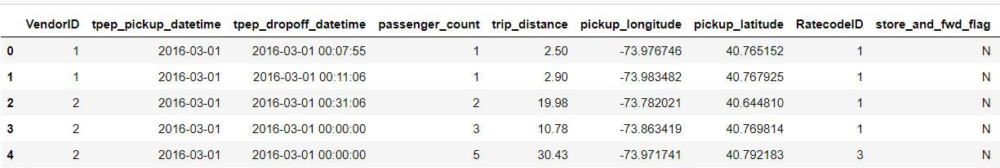 VendorID tpep_pickup_datetime tpep_dropoff_datetime passenger_count trip_distance pickup_longitude pickup_latitude RatecodeID store_and_fwd_flag
0 1 2016-03-01 2016-03-01 00:07:55 1 2.50 -73.976746 40.765152 1 N
1 1 2016-03-01 2016-03-01 00:11:06 1 2.90 -73.983482 40.767925 1 N
2 2 2016-03-01 2016-03-01 00:31:06 2 19.98 -73.782021 40.644810 1 N
3 2 2016-03-01 2016-03-01 00:00:00 3 10.78 -73.863419 40.769814 1 N
4 2 2016-03-01 2016-03-01 00:00:00 5 30.43 -73.971741 40.792183 3 N